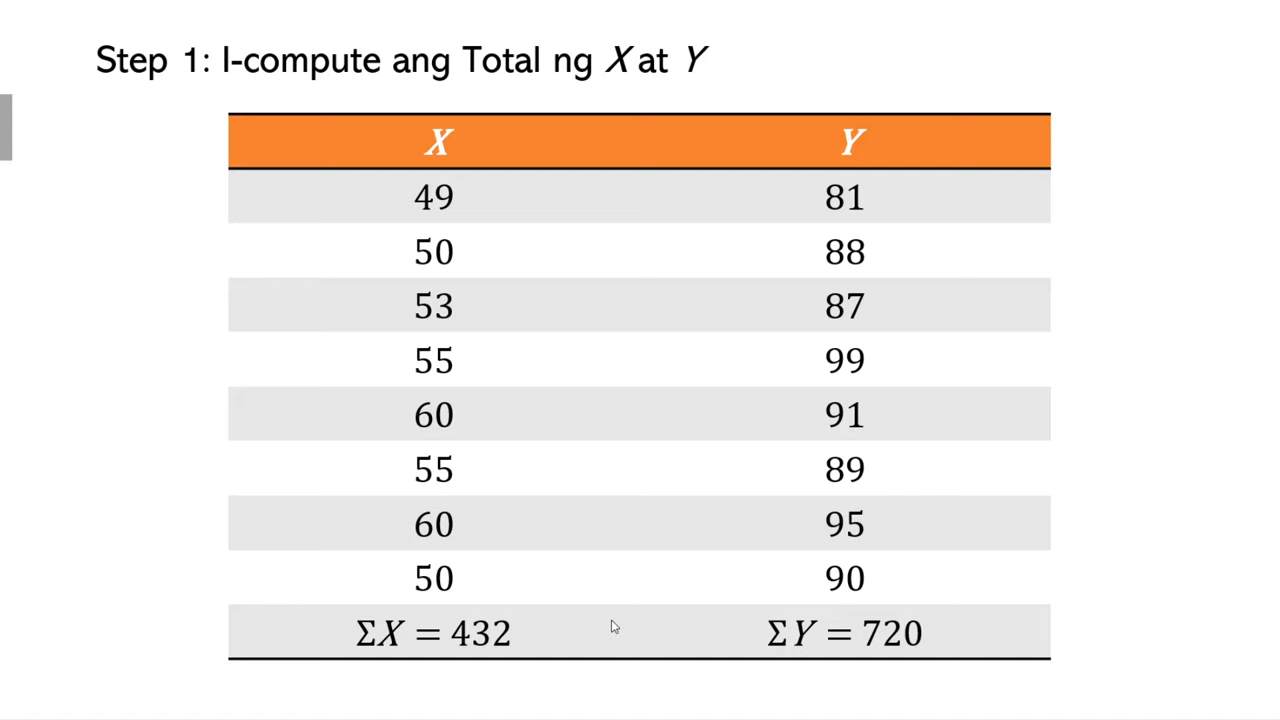 Step 1: I-compute ang Total ng X at Y
X Y
49 81
50 88
53 87
55 99
60 91
55 89
60 95
50 90
ΣX = 432 ΣY = 720